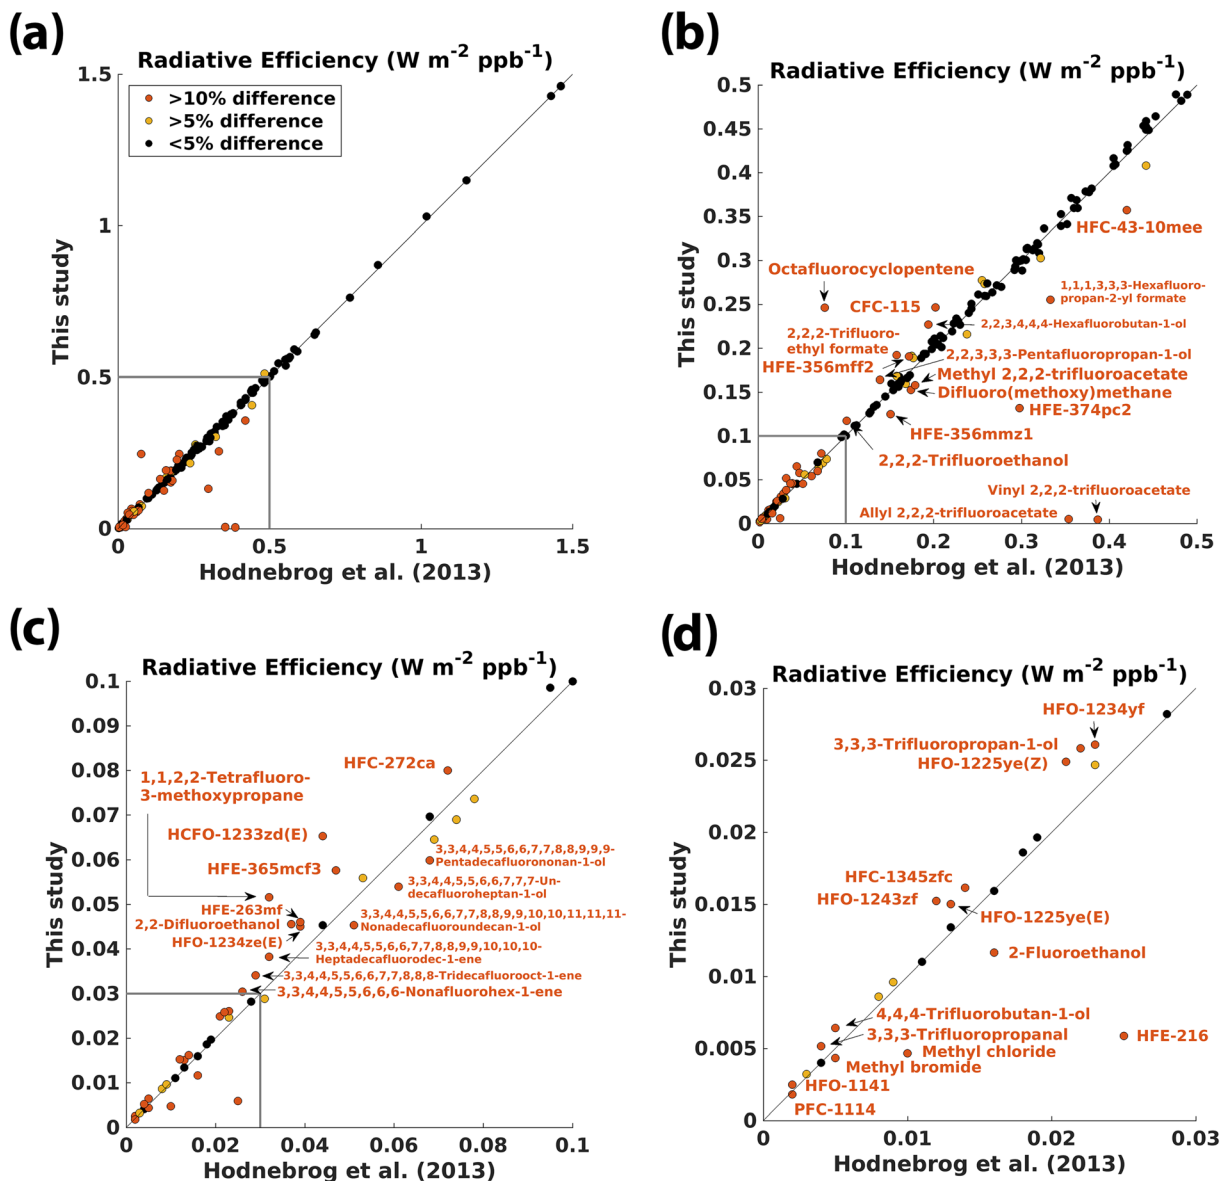 (a)
Radiative Efficiency (W m-2 ppb-1)
>10% difference
>5% difference
<5% difference
1.5
1
0.5
0
This study
0
0.5
1
1.5
Hodnebrog et al. (2013)
(b)
Radiative Efficiency (W m-2 ppb-1)
0.5
0.45
0.4
0.35
0.3
0.25
0.2
0.15
0.1
0.05
0
This study
HFC-43-10mee
Octafluorocyclopentene
CFC-115
1,1,1,3,3,3-Hexafluoro-
propan-2-yl formate
2,2,3,4,4,4-Hexafluorobutan-1-ol
2,2,2-Trifluoro-
ethyl formate
2,2,3,3,3-Pentafluoropropan-1-ol
HFE-356mff2
Methyl 2,2,2-trifluoroacetate
Difluoro(methoxy)methane
HFE-374pc2
HFE-356mmz1
2,2,2-Trifluoroethanol
Vinyl 2,2,2-trifluoroacetate
Allyl 2,2,2-trifluoroacetate
0
0.1
0.2
0.3
0.4
0.5
Hodnebrog et al. (2013)
(c)
Radiative Efficiency (W m-2 ppb-1)
0.1
0.09
0.08
0.07
0.06
0.05
0.04
0.03
0.02
0.01
0
This study
HFC-272ca
1,1,2,2-Tetrafluoro-
3-methoxypropane
HCFO-1233zd(E)
3,3,4,4,5,5,6,6,7,7,8,8,9,9,9-
Pentadecafluorononan-1-ol
HFE-365mcf3
3,3,4,4,5,5,6,6,7,7,7-Un-
decafluoroheptan-1-ol
HFE-263mf
2,2-Difluoroethanol
3,3,4,4,5,5,6,6,7,7,8,8,9,9,10,10,11,11,11-
Nonadecafluoroundecan-1-ol
HFO-1234ze(E)
3,3,4,4,5,5,6,6,7,7,8,8,9,9,10,10,10-
Heptadecafluorodec-1-ene
3,3,4,4,5,5,6,6,7,7,8,8,8-Tridecafluorooct-1-ene
3,3,4,4,5,5,6,6,6-Nonafluorohex-1-ene
0
0.02
0.04
0.06
0.08
0.1
Hodnebrog et al. (2013)
(d)
Radiative Efficiency (W m-2 ppb-1)
0.03
0.025
0.02
0.015
0.01
0.005
0
This study
HFO-1234yf
3,3,3-Trifluoropropan-1-ol
HFO-1225ye(Z)
HFC-1345zfc
HFO-1243zf
HFO-1225ye(E)
2-Fluoroethanol
4,4,4-Trifluorobutan-1-ol
3,3,3-Trifluoropropanal
HFE-216
Methyl chloride
Methyl bromide
HFO-1141
PFC-1114
0
0.01
0.02
0.03
Hodnebrog et al. (2013)